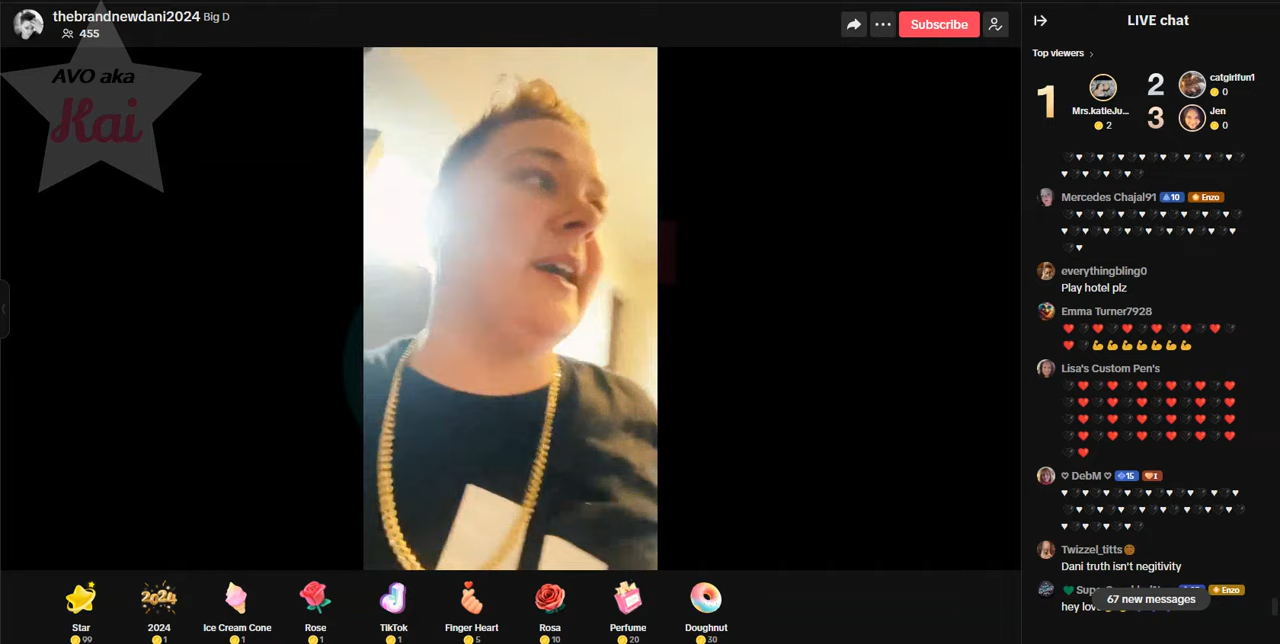 thebrandnewdani2024 Big D
455
Subscribe
AVO aka
Kai
LIVE chat
Top viewers
1
Mrs.katieJu...
2
2
catgirlfun1
0
3
Jen
0
Mercedes Chajal91 10 Enzo
everythingbling0
Play hotel plz
Emma Turner7928
Lisa's Custom Pen's
♡ DebM ♡ 15 I
Twizzel_titts
Dani truth isn't negitivity
Enzo
hey
67 new messages
Star
99
2024
1
Ice Cream Cone
1
Rose
1
TikTok
1
Finger Heart
5
Rosa
10
Perfume
20
Doughnut
30